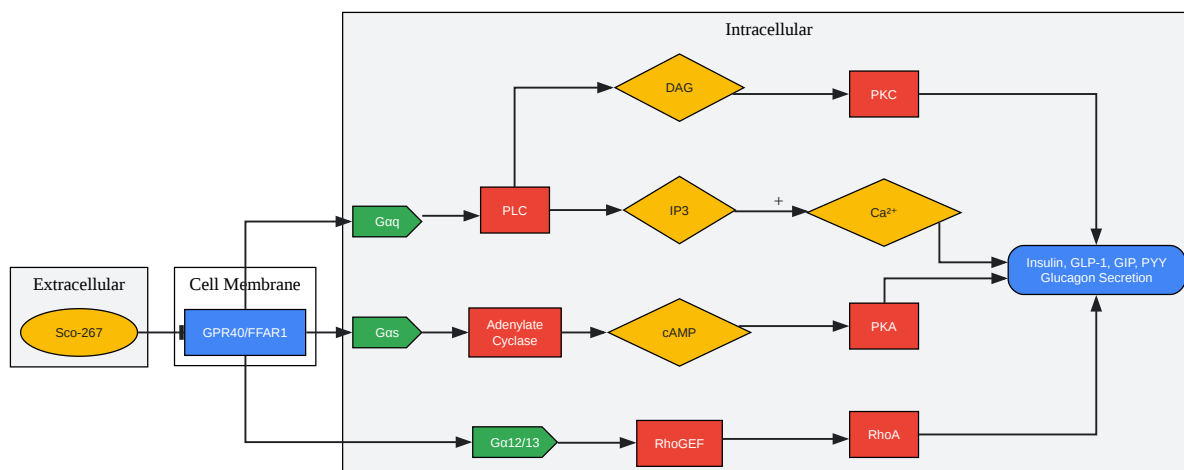 Intracellular
DAG
PKC
PLC
IP3
+
Ca²⁺
Gαq
Extracellular
Cell Membrane
Insulin, GLP-1, GIP, PYY
Glucagon Secretion
Sco-267
GPR40/FFAR1
Gαs
Adenylate
Cyclase
cAMP
PKA
Gα12/13
RhoGEF
RhoA